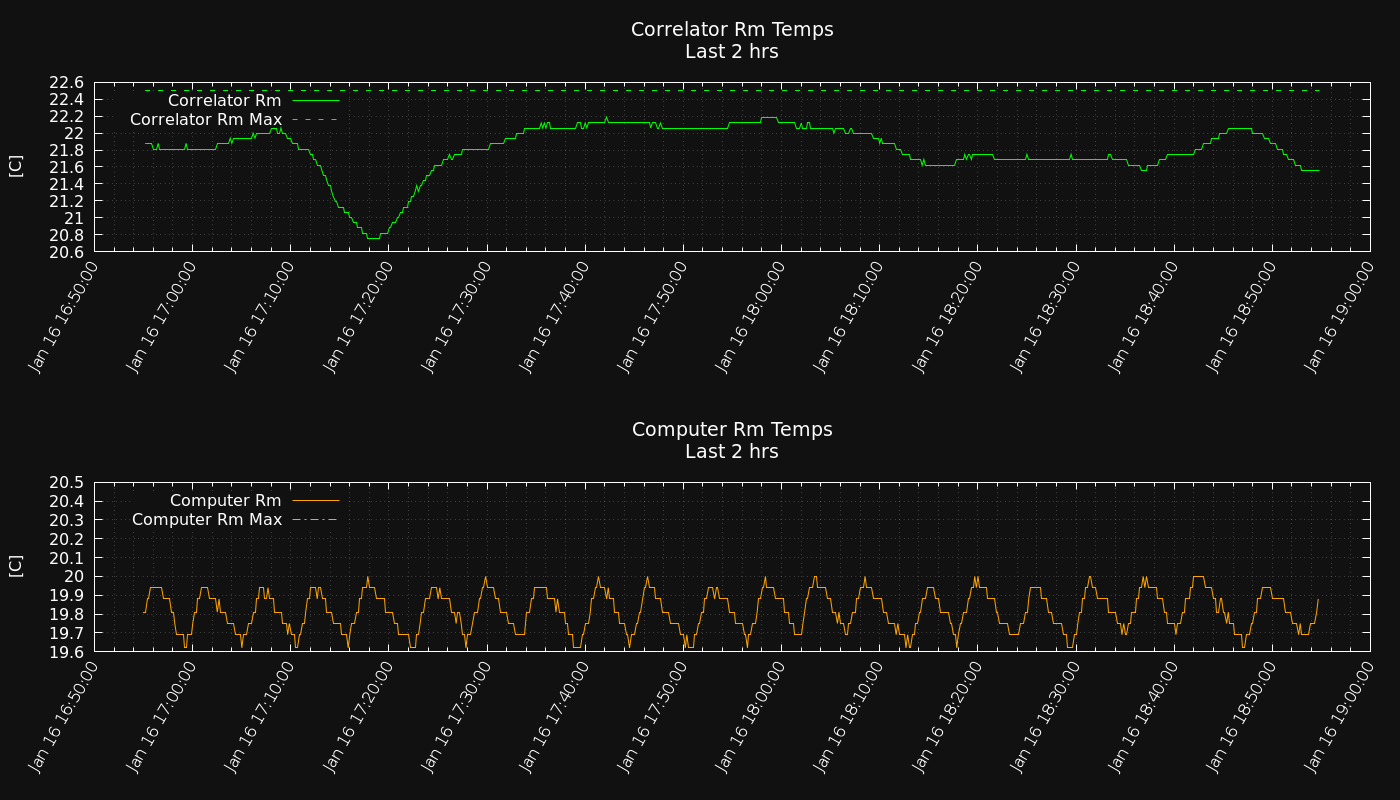 Correlator Rm Temps
Last 2 hrs
22.6
22.4
22.2
22
21.8
21.6
21.4
21.2
21
20.8
20.6
[C]
Correlator Rm
Correlator Rm Max
Jan 16 16:50:00
Jan 16 17:00:00
Jan 16 17:10:00
Jan 16 17:20:00
Jan 16 17:30:00
Jan 16 17:40:00
Jan 16 17:50:00
Jan 16 18:00:00
Jan 16 18:10:00
Jan 16 18:20:00
Jan 16 18:30:00
Jan 16 18:40:00
Jan 16 18:50:00
Jan 16 19:00:00
Computer Rm Temps
Last 2 hrs
20.5
20.4
20.3
20.2
20.1
20
19.9
19.8
19.7
19.6
[C]
Computer Rm
Computer Rm Max
Jan 16 16:50:00
Jan 16 17:00:00
Jan 16 17:10:00
Jan 16 17:20:00
Jan 16 17:30:00
Jan 16 17:40:00
Jan 16 17:50:00
Jan 16 18:00:00
Jan 16 18:10:00
Jan 16 18:20:00
Jan 16 18:30:00
Jan 16 18:40:00
Jan 16 18:50:00
Jan 16 19:00:00